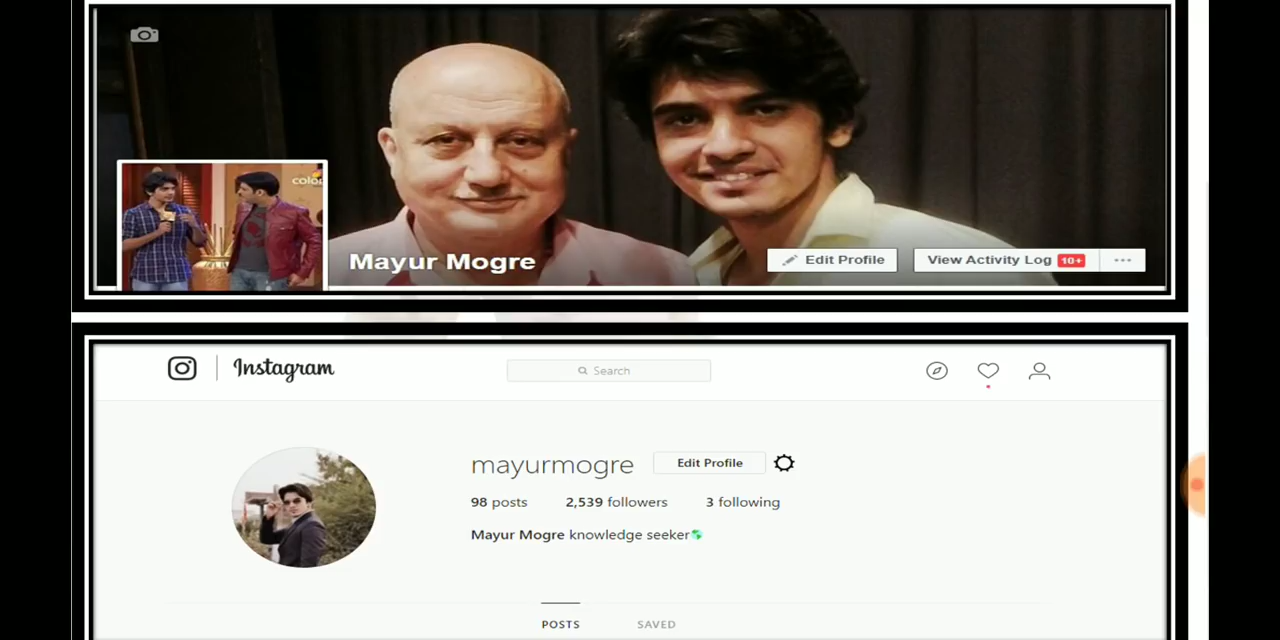 color
Mayur Mogre
Edit Profile
View Activity Log 10+
Instagram
Search
mayurmogre Edit Profile
98 posts 2,539 followers 3 following
Mayur Mogre knowledge seeker
POSTS SAVED